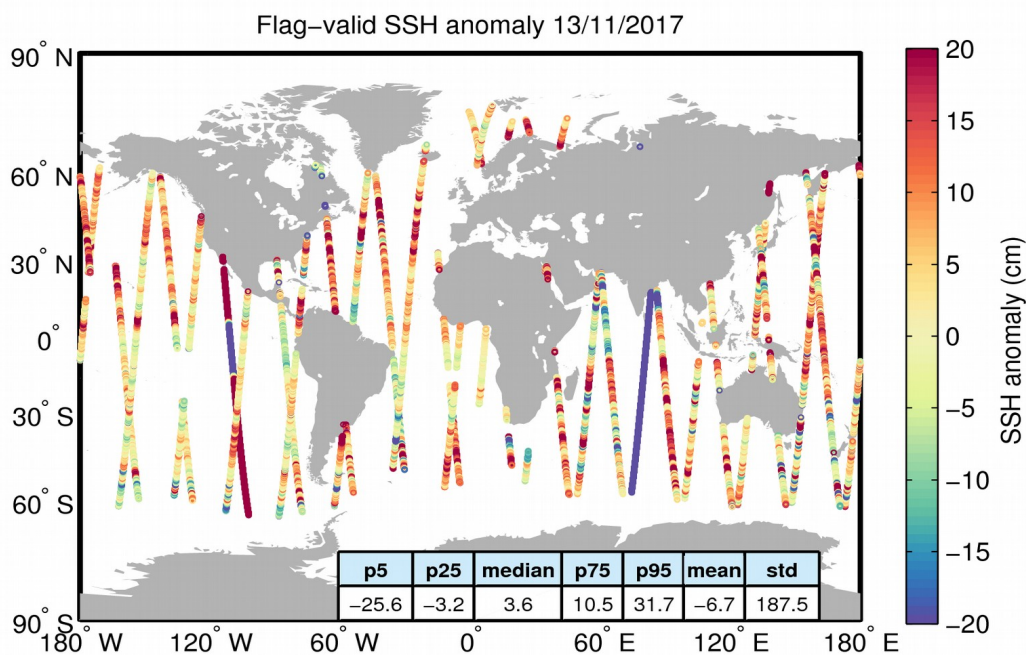 Flag−valid SSH anomaly 13/11/2017
90° N
60° N
30° N
0°
30° S
60° S
90° S
180° W
120° W
60° W
0°
60° E
120° E
180° E
p5 p25 median p75 p95 mean std
−25.6 −3.2 3.6 10.5 31.7 −6.7 187.5
20
15
10
5
0
−5
−10
−15
−20
SSH anomaly (cm)